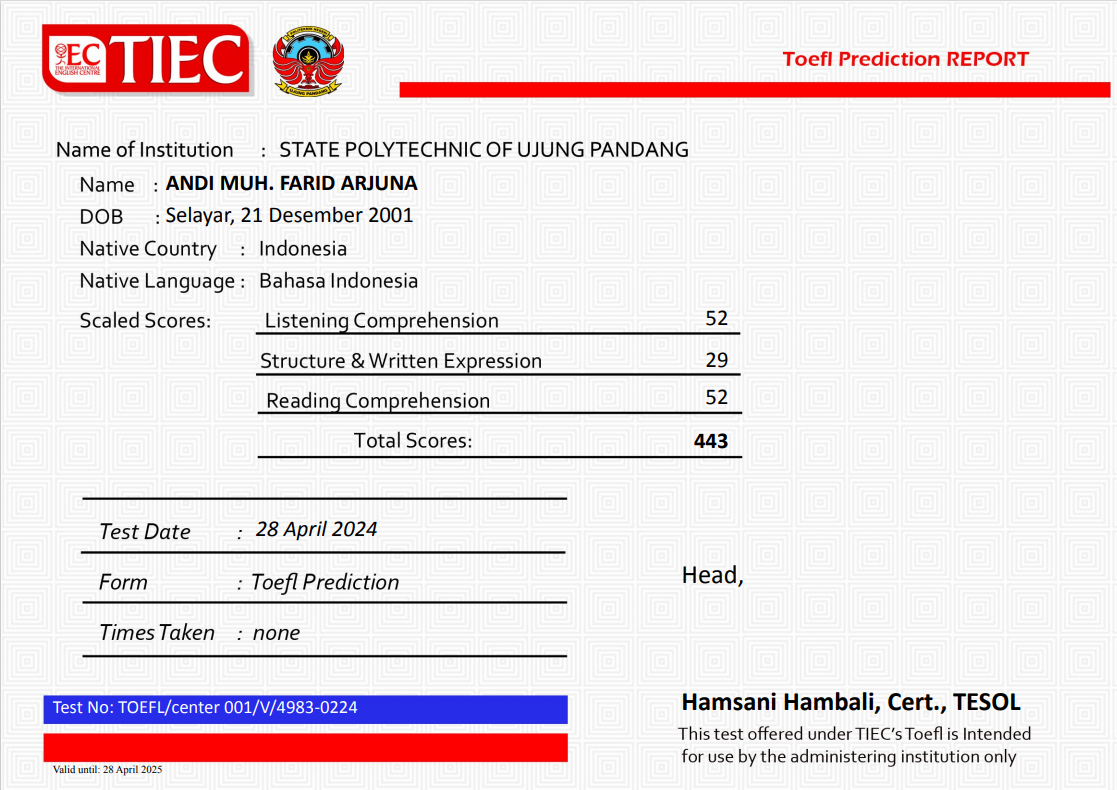 EC TIEC
THE INTERNATIONAL
ENGLISH CENTRE
POLITEKNIK NEGERI
UJUNG PANDANG
Toefl Prediction REPORT
Name of Institution : STATE POLYTECHNIC OF UJUNG PANDANG
Name : ANDI MUH. FARID ARJUNA
DOB : Selayar, 21 Desember 2001
Native Country : Indonesia
Native Language : Bahasa Indonesia
Scaled Scores: Listening Comprehension 52
Structure & Written Expression 29
Reading Comprehension 52
Total Scores: 443
Test Date : 28 April 2024
Form : Toefl Prediction
Times Taken : none
Head,
Test No: TOEFL/center 001/V/4983-0224
Valid until: 28 April 2025
Hamsani Hambali, Cert., TESOL
This test offered under TIEC’s Toefl is Intended
for use by the administering institution only